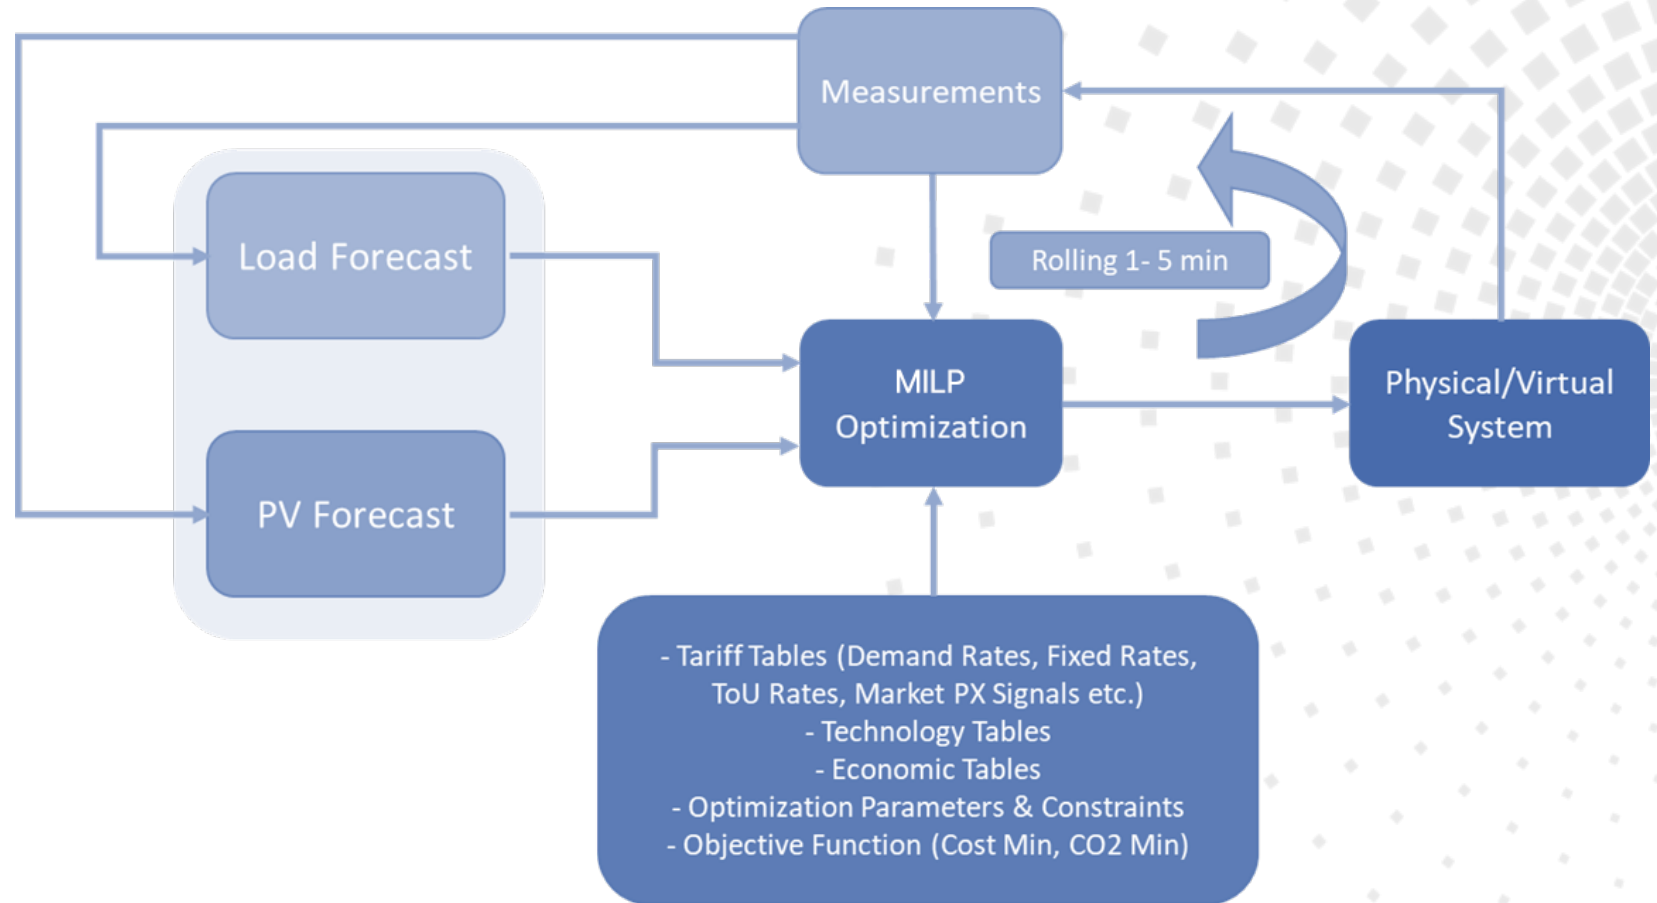 Measurements
Load Forecast
Rolling 1- 5 min
MILP
Optimization
Physical/Virtual
System
PV Forecast
- Tariff Tables (Demand Rates, Fixed Rates,
ToU Rates, Market PX Signals etc.)
- Technology Tables
- Economic Tables
- Optimization Parameters & Constraints
- Objective Function (Cost Min, CO2 Min)